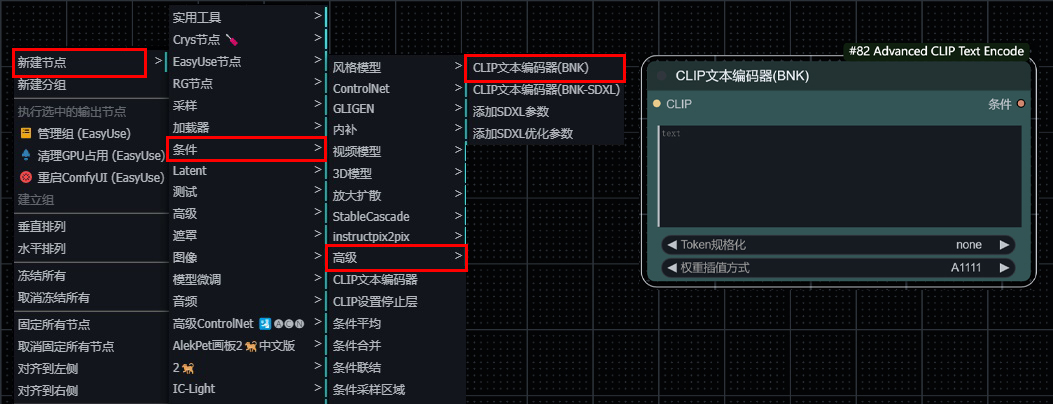 新建节点 >
新建分组
执行选中的输出节点
管理组 (EasyUse)
清理GPU占用 (EasyUse)
重启ComfyUI (EasyUse)
建立组
垂直排列
水平排列
冻结所有
取消冻结所有
固定所有节点
取消固定所有节点
对齐到左侧
对齐到右侧
实用工具 >
Crys节点 🪛 >
EasyUse节点 >
RG节点 >
采样 >
加载器 >
条件 >
Latent >
测试 >
高级 >
遮罩 >
图像 >
模型微调 >
音频 >
高级ControlNet 🛂🅐🅒🅝 >
AlekPet画板2🐈中文版 >
2🐈 >
IC-Light >
风格模型 >
ControlNet >
GLIGEN >
内补 >
视频模型 >
3D模型 >
放大扩散 >
StableCascade >
instructpix2pix >
高级 >
CLIP文本编码器
CLIP设置停止层
条件平均
条件合并
条件联结
条件采样区域
CLIP文本编码器(BNK)
CLIP文本编码器(BNK-SDXL)
添加SDXL参数
添加SDXL优化参数
#82 Advanced CLIP Text Encode
CLIP文本编码器(BNK)
CLIP 条件
text
Token规格化 none
权重插值方式 A1111